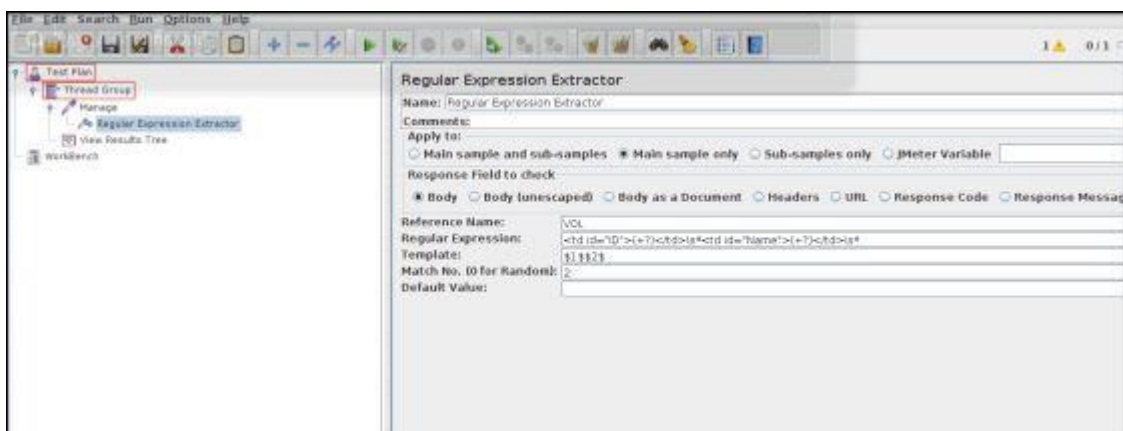 File Edit Search Run Options Help
1 0/1
Test Plan
Thread Group
Manage
Regular Expression Extractor
View Results Tree
WorkBench
Regular Expression Extractor
Name: Regular Expression Extractor
Comments:
Apply to:
Main sample and sub-samples Main sample only Sub-samples only JMeter Variable
Response Field to check
Body Body (unescaped) Body as a Document Headers URL Response Code Response Messag
Reference Name: VOL
Regular Expression: <td id="ID">(+?)</td>\s*<td id="Name">(+?)</td>\s*
Template: $1$$2$
Match No. (0 for Random): 2
Default Value: